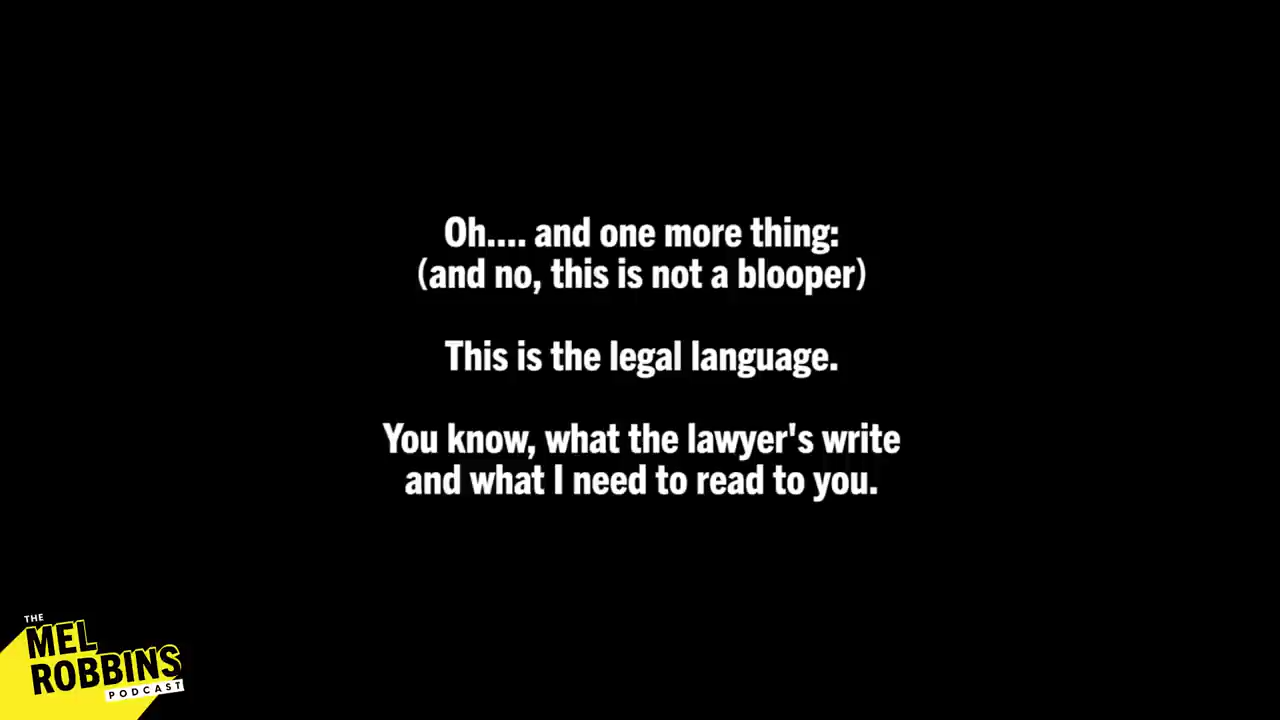 Oh.... and one more thing:
(and no, this is not a blooper)
This is the legal language.
You know, what the lawyer's write
and what I need to read to you.
THE
MEL
ROBBINS
PODCAST